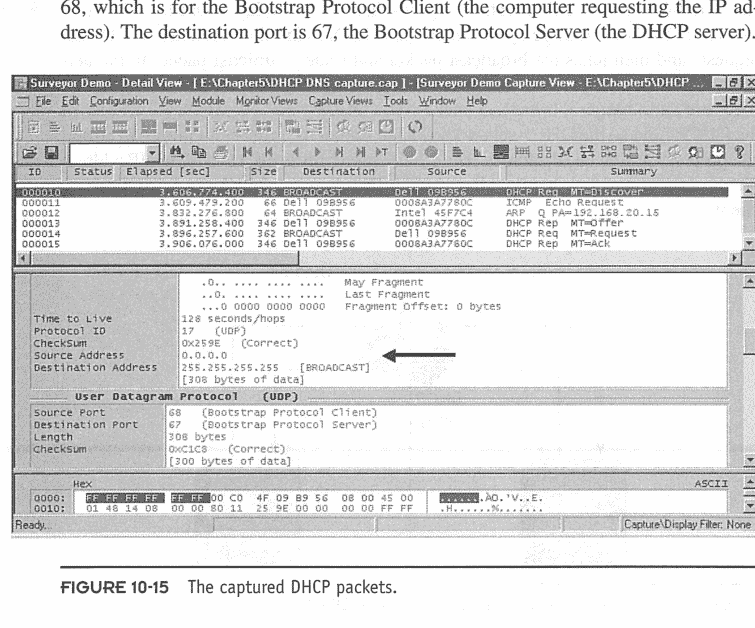 68, which is for the Bootstrap Protocol Client (the computer requesting the IP ad-
dress). The destination port is 67, the Bootstrap Protocol Server (the DHCP server).
Surveyor Demo - Detail View - [ E:\Chapter5\DHCP DNS capture.cap ] - [Surveyor Demo Capture View - E:\Chapter5\DHCP ...
File Edit Configuration View Module Monitor Views Capture Views Tools Window Help
ID Status Elapsed [sec] Size Destination Source Summary
000010 3.606.774.400 346 BROADCAST Dell 09B956 DHCP Req MT=Discover
000011 3.609.479.200 66 Dell 09B956 0008A3A7780C ICMP Echo Request
000012 3.832.276.800 64 BROADCAST Intel 45F7C4 ARP Q PA=192.168.20.15
000013 3.891.258.400 346 Dell 09B956 0008A3A7780C DHCP Rep MT=Offer
000014 3.896.257.600 362 BROADCAST Dell 09B956 DHCP Req MT=Request
000015 3.906.076.000 346 Dell 09B956 0008A3A7780C DHCP Rep MT=Ack
.0.. .... .... .... May Fragment
..0. .... .... .... Last Fragment
...0 0000 0000 0000 Fragment Offset: 0 bytes
Time to Live 128 seconds/hops
Protocol ID 17 (UDP)
CheckSum 0x259E (Correct)
Source Address 0.0.0.0
Destination Address 255.255.255.255 [BROADCAST]
[308 bytes of data]
User Datagram Protocol (UDP)
Source Port 68 (Bootstrap Protocol Client)
Destination Port 67 (Bootstrap Protocol Server)
Length 308 bytes
CheckSum 0xC1C8 (Correct)
[300 bytes of data]
Hex ASCII
0000: FF FF FF FF FF FF 00 C0 4F 09 B9 56 08 00 45 00 .......ÀO.'V..E.
0010: 01 48 14 08 00 00 80 11 25 9E 00 00 00 00 FF FF .H......%.......
Ready... Capture\Display Filter: None
FIGURE 10-15 The captured DHCP packets.